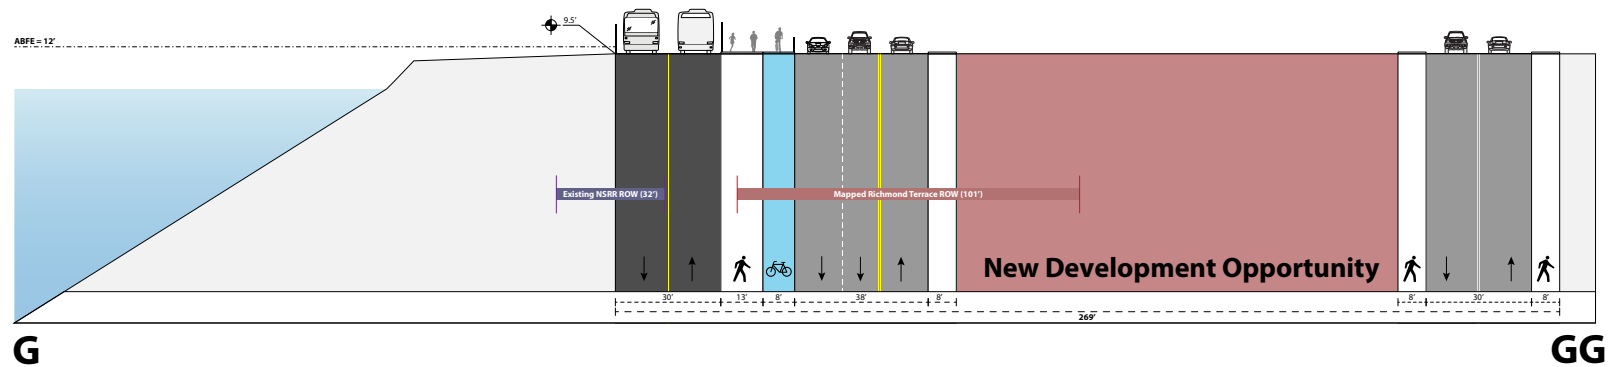 9.5'
ABFE = 12'
Existing NSRR ROW (32')
Mapped Richmond Terrace ROW (101')
New Development Opportunity
30'
13'
8'
38'
8'
8'
30'
8'
269'
G
GG